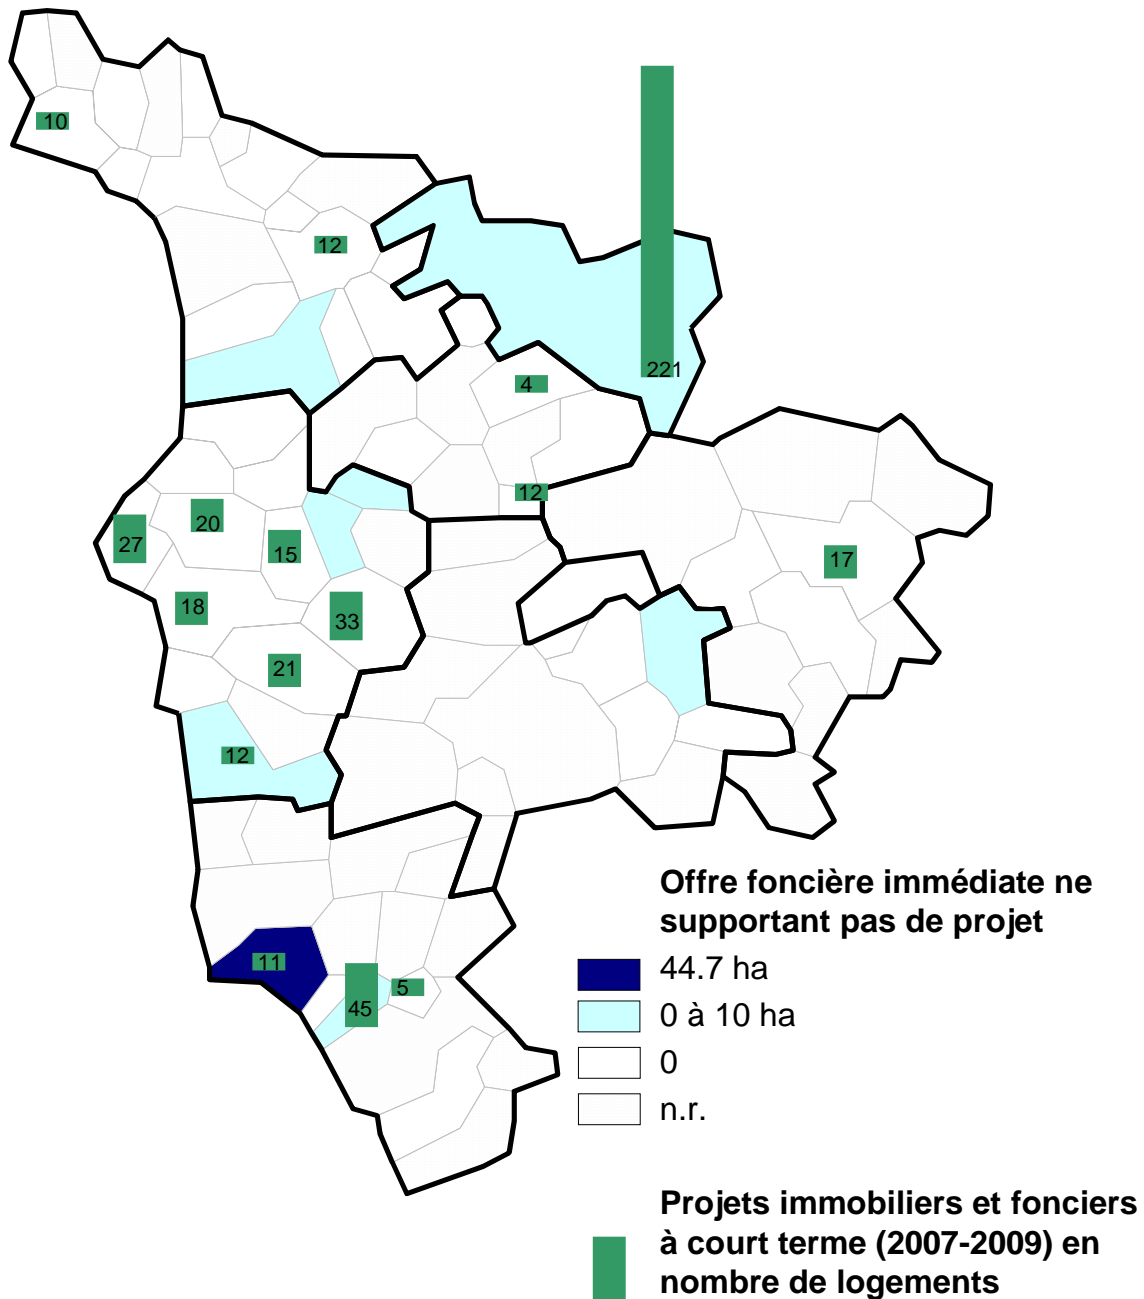 10
12
221
4
12
20
27
15
17
18
33
21
12
11
5
45
Offre foncière immédiate ne
supportant pas de projet
44.7 ha
0 à 10 ha
0
n.r.
Projets immobiliers et fonciers
à court terme (2007-2009) en
nombre de logements